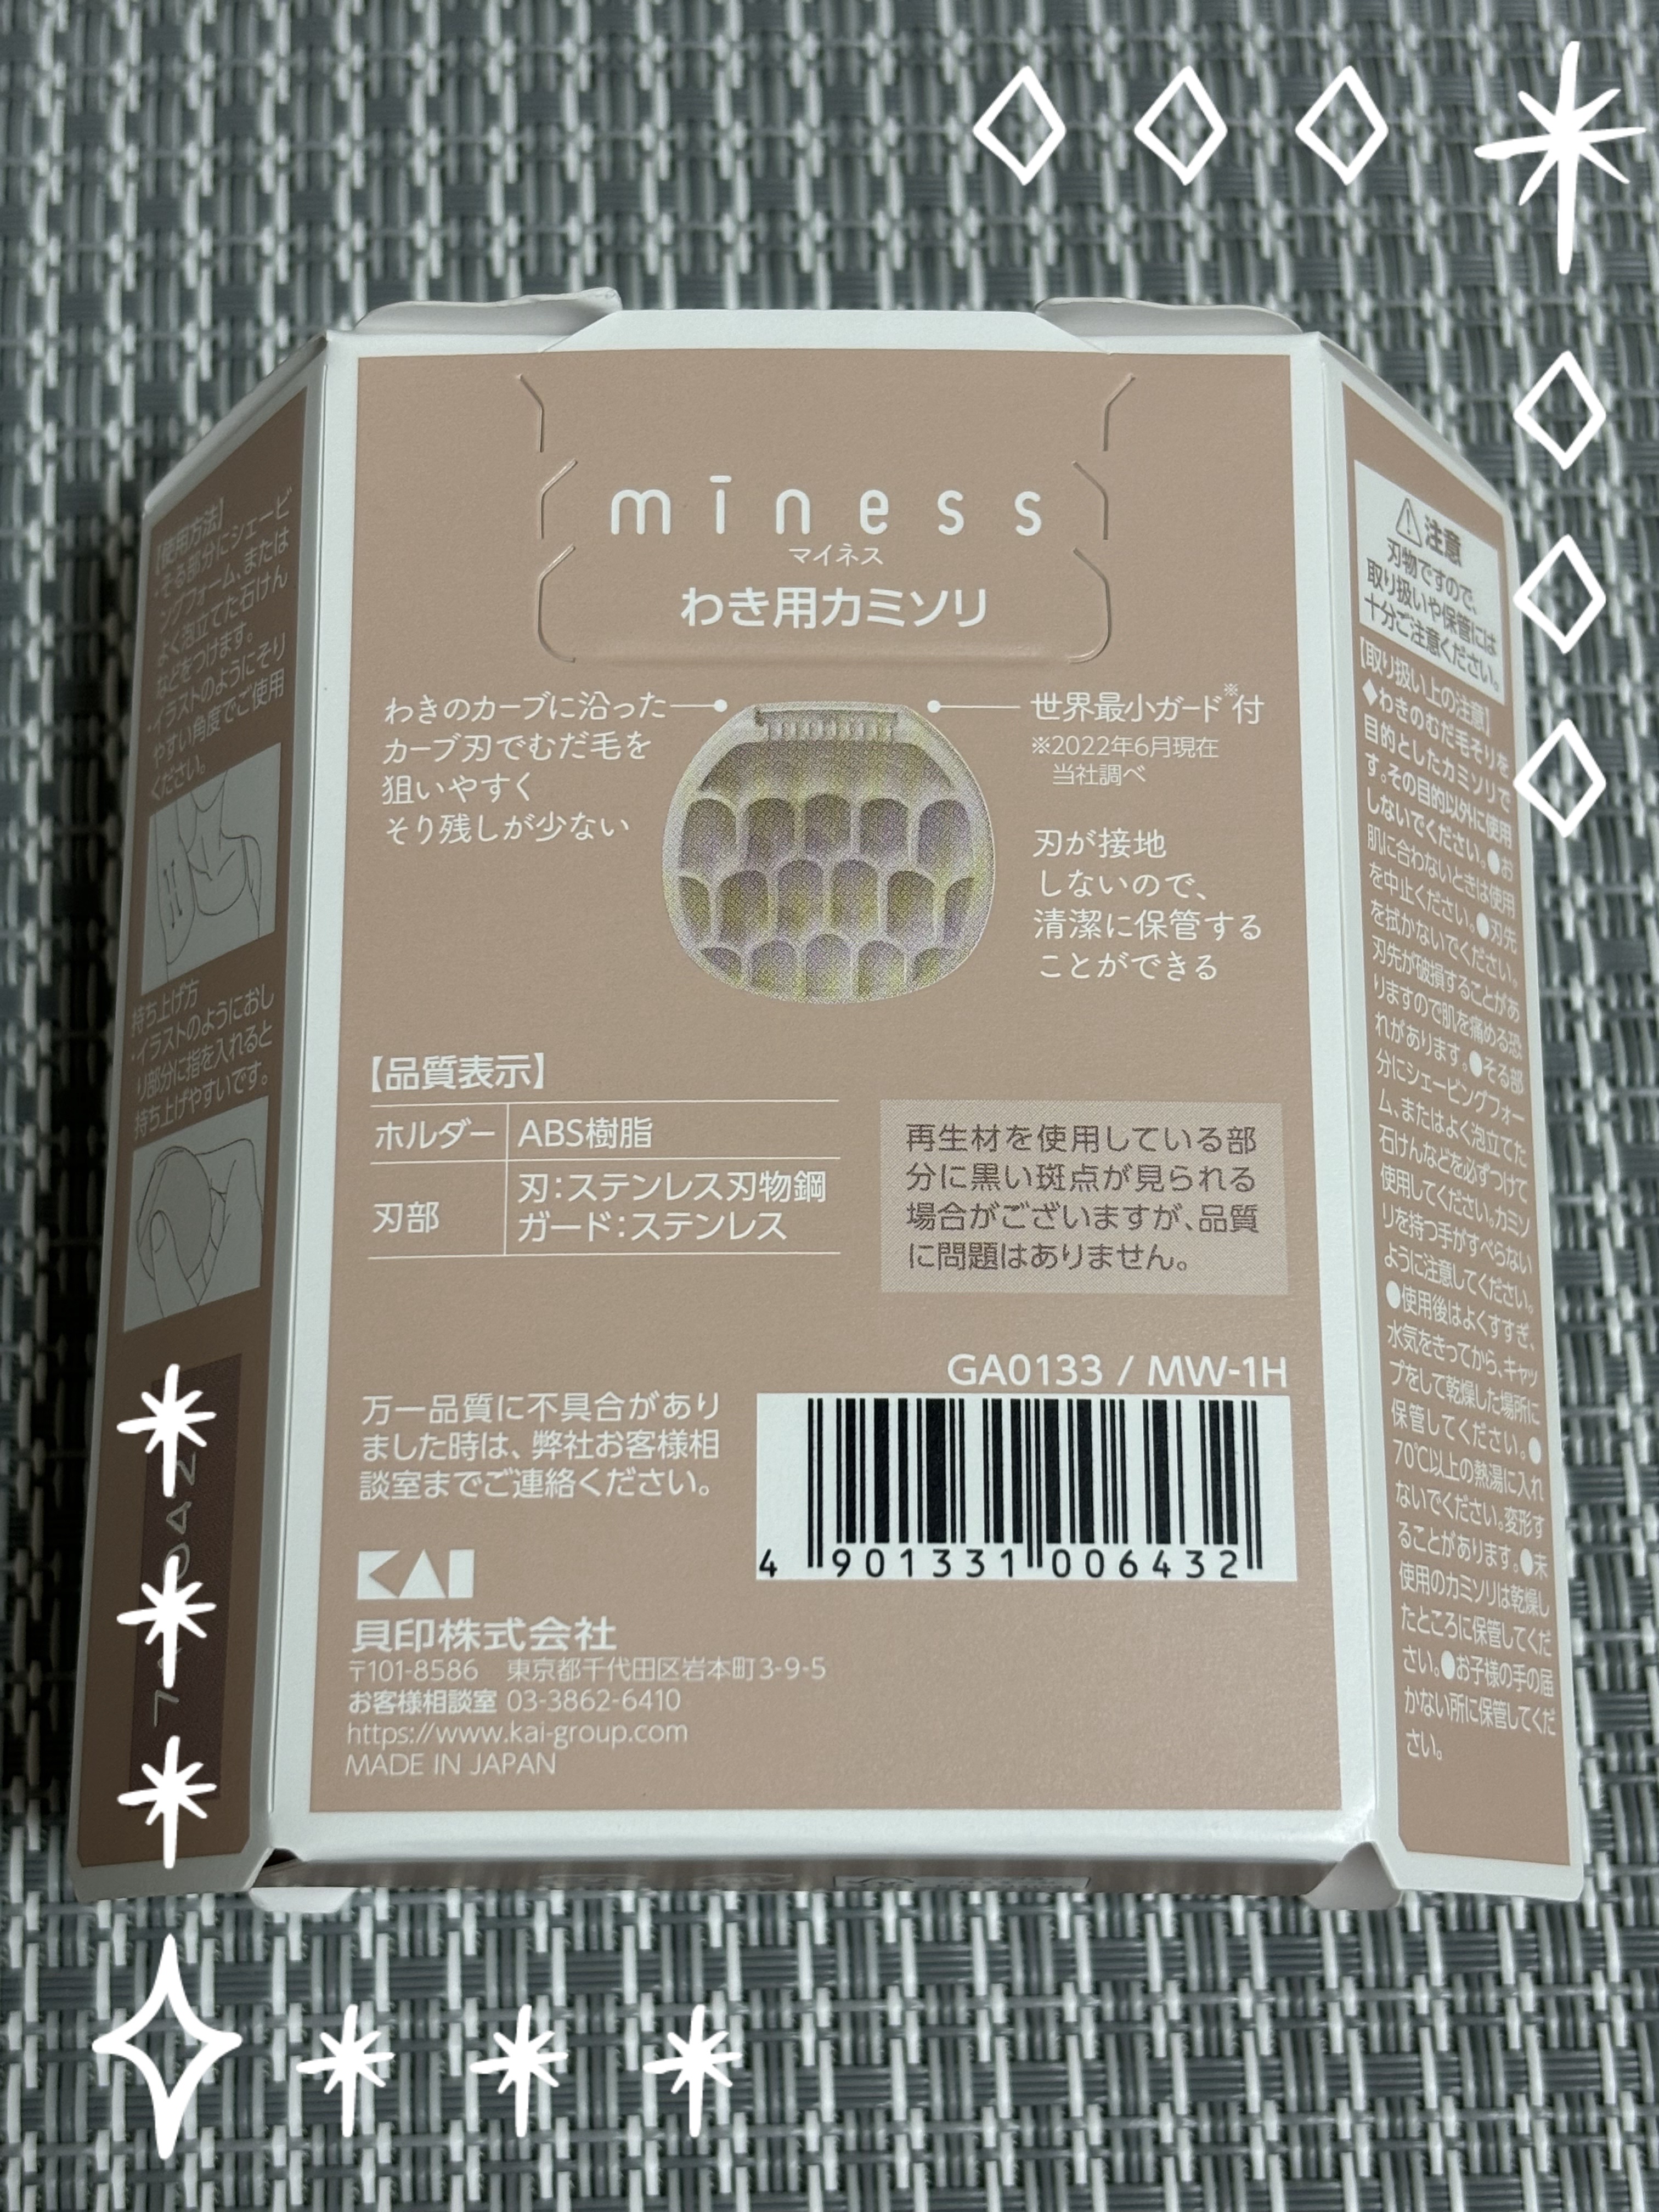 miness
マイネス
わき用カミソリ
わきのカーブに沿った
カーブ刃でむだ毛を
狙いやすく
そり残しが少ない
世界最小ガード※付
※2022年6月現在
当社調べ
刃が接地
しないので、
清潔に保管する
ことができる
【品質表示】
ホルダー ABS樹脂
刃部 刃:ステンレス刃物鋼
ガード:ステンレス
再生材を使用している部
分に黒い斑点が見られる
場合がございますが、品質
に問題はありません。
GA0133 / MW-1H
4 901331 006432
万一品質に不具合があり
ました時は、弊社お客様相
談室までご連絡ください。
KAI
貝印株式会社
〒101-8586 東京都千代田区岩本町3-9-5
お客様相談室 03-3862-6410
https://www.kai-group.com
MADE IN JAPAN
【使用方法】
・そる部分にシェービ
ングフォーム、または
よく泡立てた石けん
などをつけます。
・イラストのようにそり
やすい角度でご使用
ください。
持ち上げ方
・イラストのようにおし
り部分に指を入れると
持ち上げやすいです。
⚠注意
刃物ですので、
取り扱いや保管には
十分ご注意ください。
【取り扱い上の注意】
◆わきのむだ毛そりを
目的としたカミソリで
す。その目的以外に使用
しないでください。●お
肌に合わないときは使用
を中止ください。●刃先
を拭かないでください。
刃先が破損することがあ
りますので肌を痛める恐
れがあります。●そる部
分にシェービングフォー
ム、またはよく泡立てた
石けんなどを必ずつけて
使用してください。カミソ
リを持つ手がすべらない
ように注意してください。
●使用後はよくすすぎ、
水気をきってから、キャッ
プをして乾燥した場所に
保管してください。●
70℃以上の熱湯に入れ
ないでください。変形す
ることがあります。●未
使用のカミソリは乾燥し
たところに保管してくだ
さい。●お子様の手の届
かない所に保管してくだ
さい。